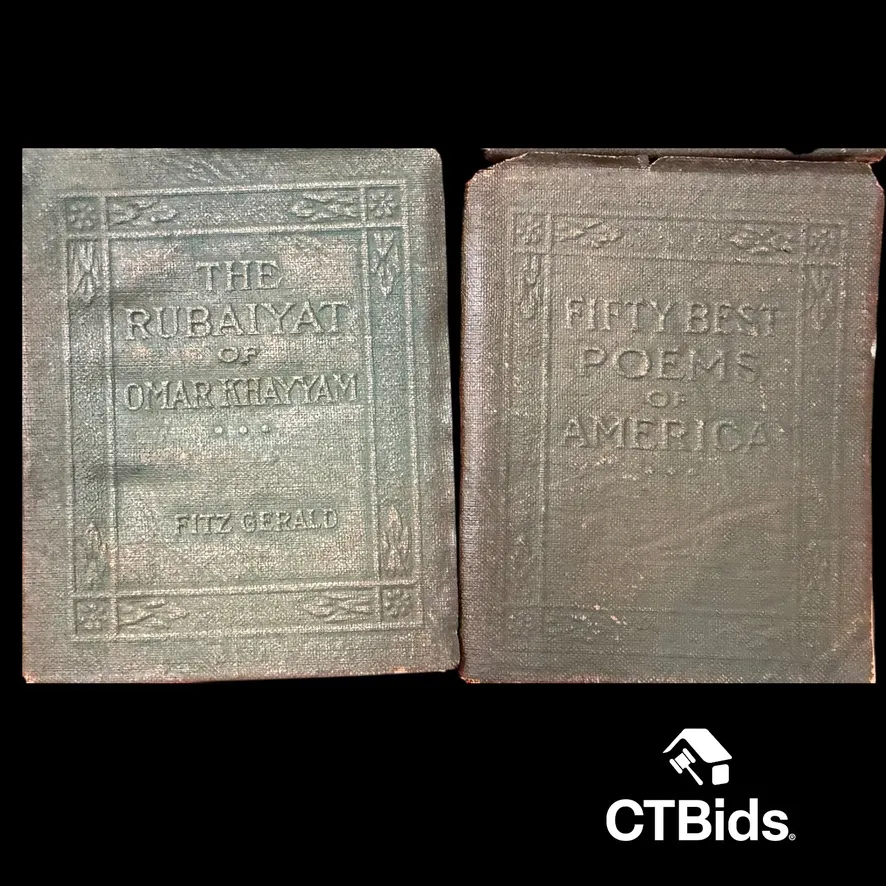 THE
RUBAIYAT
OF
OMAR KHAYYAM
...
FITZ GERALD
FIFTY BEST
POEMS
OF
AMERICA
...
CTBids®